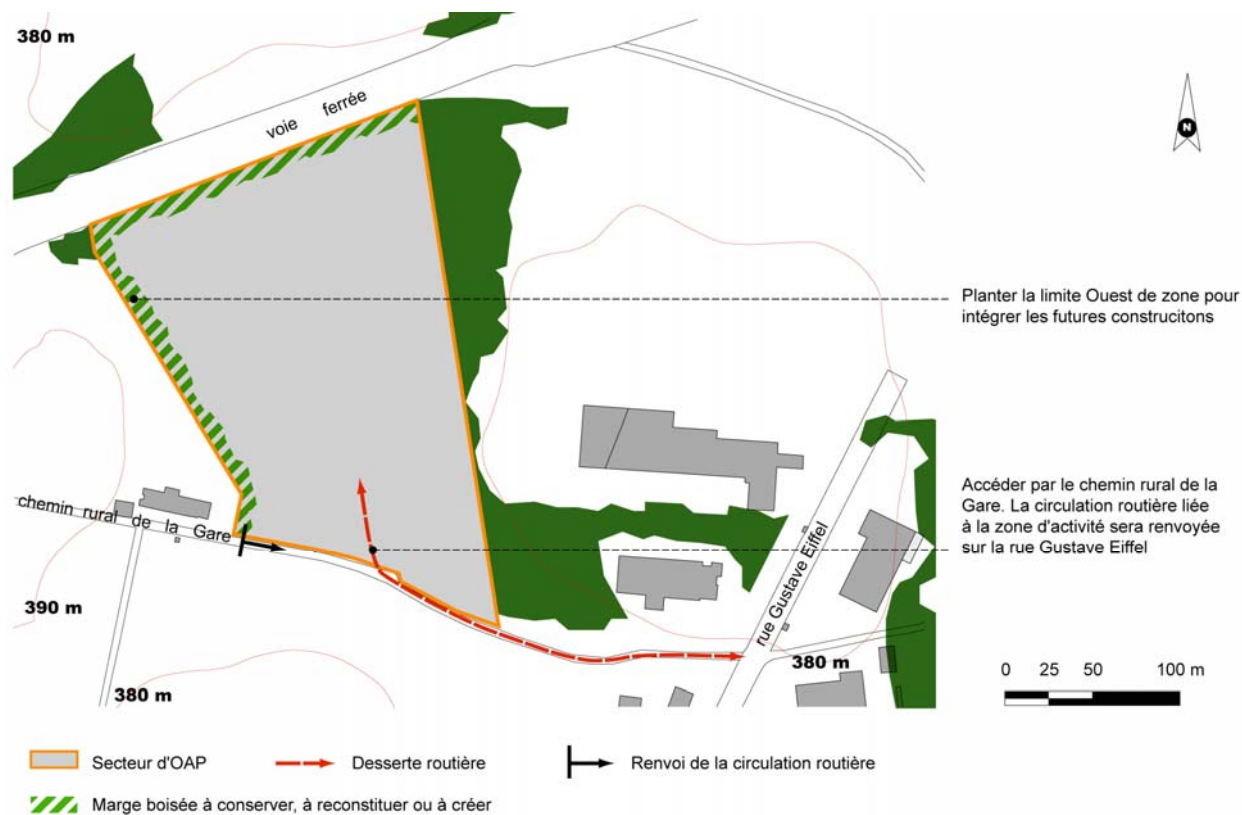 380 m
voie ferrée
N
Planter la limite Ouest de zone pour
intégrer les futures construcitons
chemin rural de la Gare
Accéder par le chemin rural de la
Gare. La circulation routière liée
à la zone d'activité sera renvoyée
sur la rue Gustave Eiffel
rue Gustave Eiffel
390 m
380 m
380 m
0 25 50 100 m
Secteur d'OAP
Desserte routière
Renvoi de la circulation routière
Marge boisée à conserver, à reconstituer ou à créer